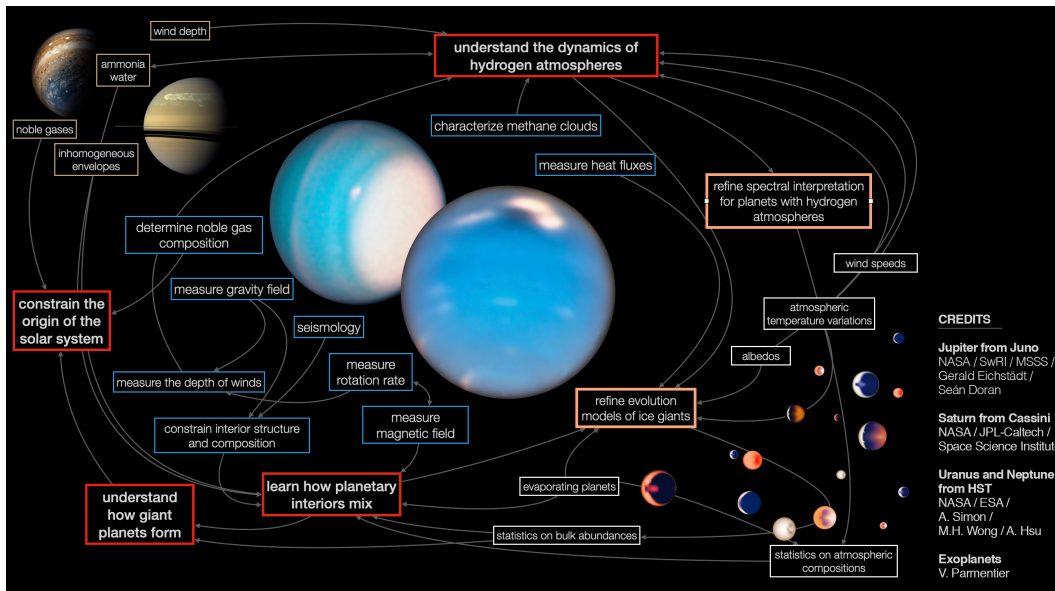 wind depth
understand the dynamics of
hydrogen atmospheres
ammonia
water
noble gases
characterize methane clouds
inhomogeneous
envelopes
measure heat fluxes
refine spectral interpretation
for planets with hydrogen
atmospheres
determine noble gas
composition
wind speeds
measure gravity field
constrain the
origin of the
solar system
seismology
atmospheric
temperature variations
albedos
measure
rotation rate
measure the depth of winds
refine evolution
models of ice giants
measure
magnetic field
constrain interior structure
and composition
learn how planetary
interiors mix
evaporating planets
understand
how giant
planets form
statistics on bulk abundances
statistics on atmospheric
compositions
CREDITS
Jupiter from Juno
NASA / SwRI / MSSS /
Gerald Eichstädt /
Seán Doran
Saturn from Cassini
NASA / JPL-Caltech /
Space Science Institut
Uranus and Neptune
from HST
NASA / ESA /
A. Simon /
M.H. Wong / A. Hsu
Exoplanets
V. Parmentier